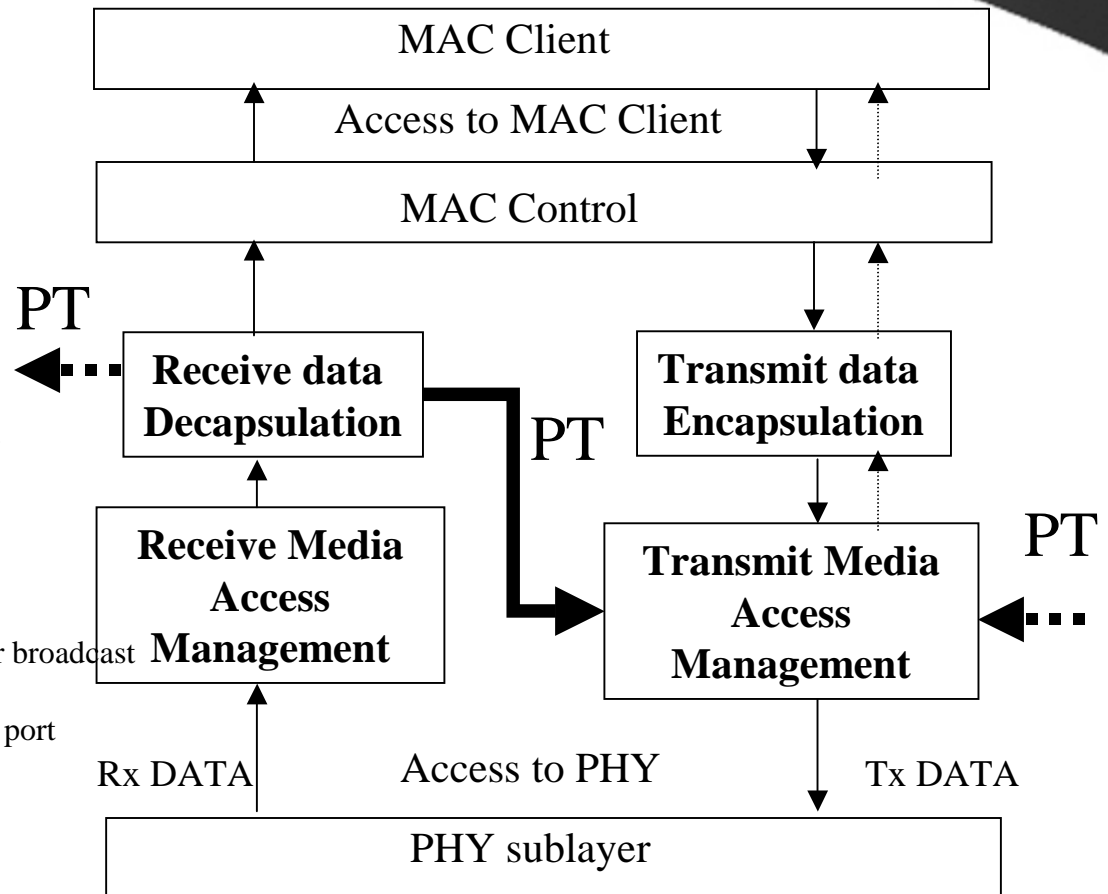 MAC Client
Access to MAC Client
MAC Control
PT
Receive data
Decapsulation
Transmit data
Encapsulation
PT
Receive Media
Access
Management
Transmit Media
Access
Management
PT
broadcast
port
Rx DATA
Access to PHY
Tx DATA
PHY sublayer